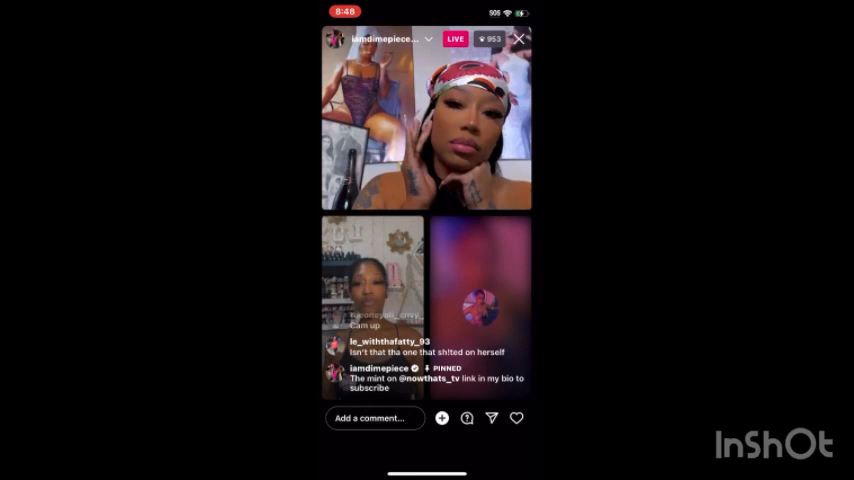 8:48
SOS
iamdimepiece...
LIVE
953
Cam up
le_withthafatty_93
Isn't that tha one that sh!ted on herself
iamdimepiece PINNED
The mint on @nowthats_tv link in my bio to
subscribe
Add a comment...
InShOt